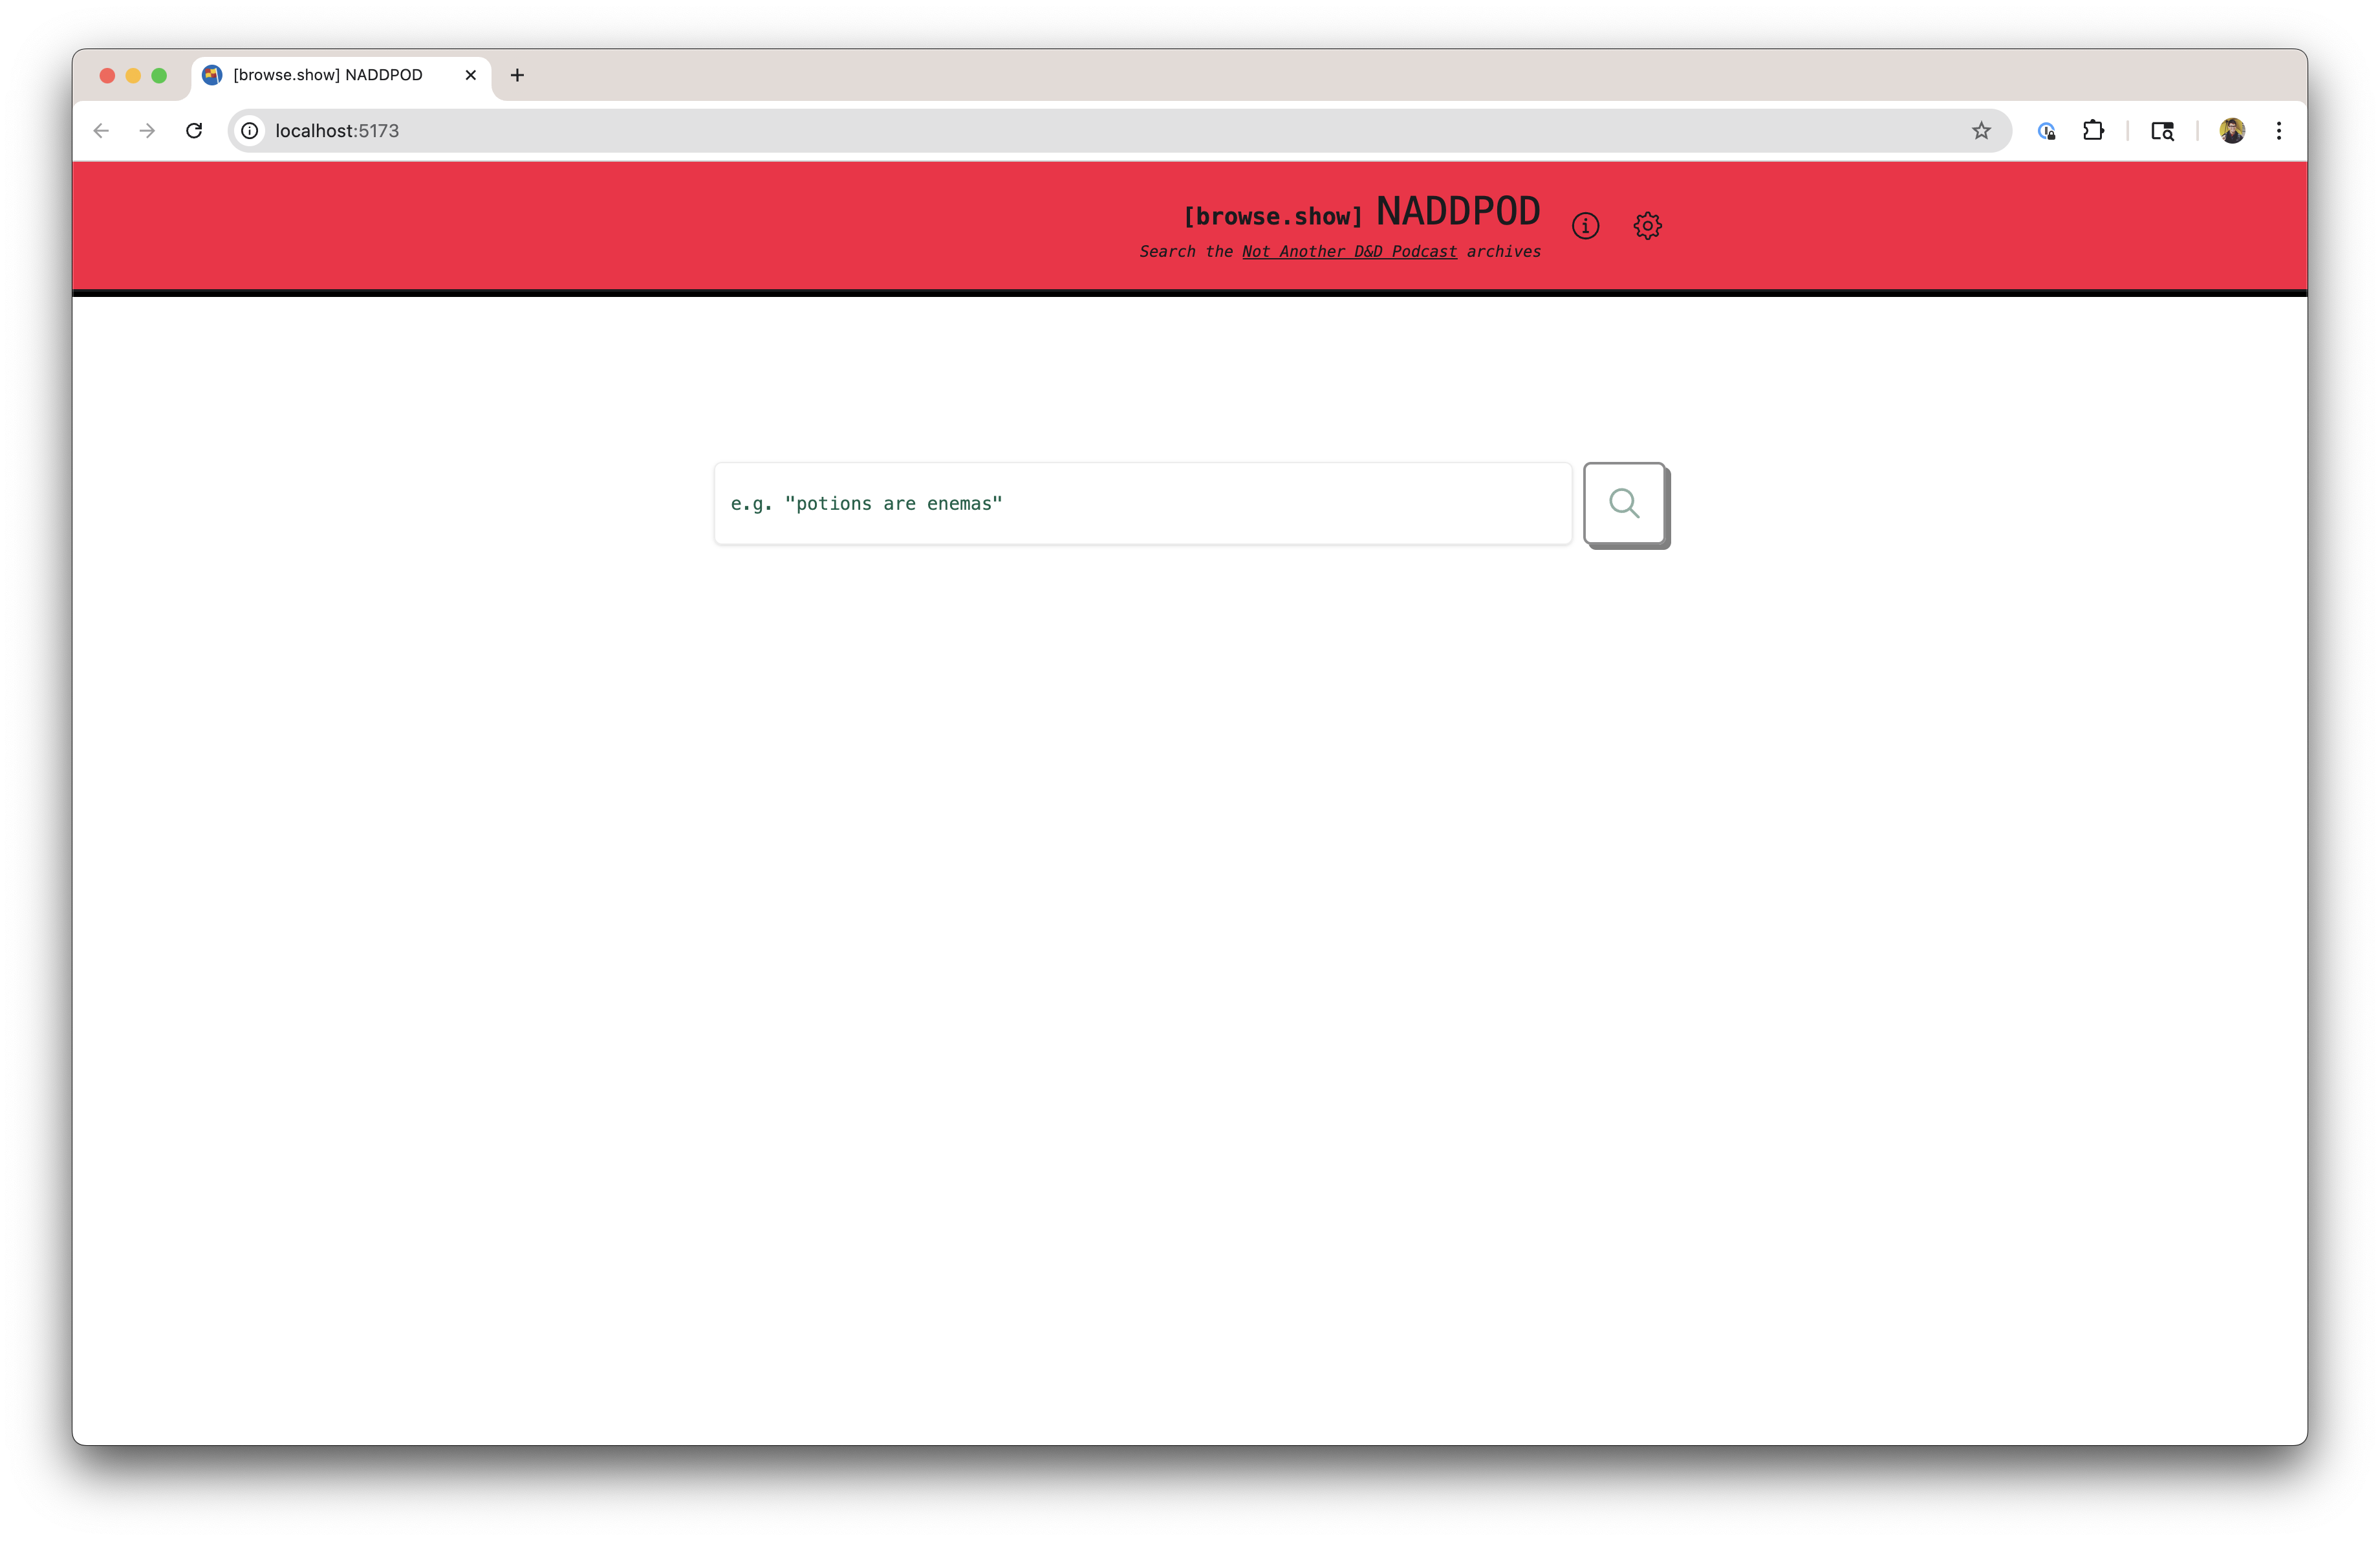 [browse.show] NADDPOD
localhost:5173
[browse.show] NADDPOD
Search the Not Another D&D Podcast archives
e.g. "potions are enemas"